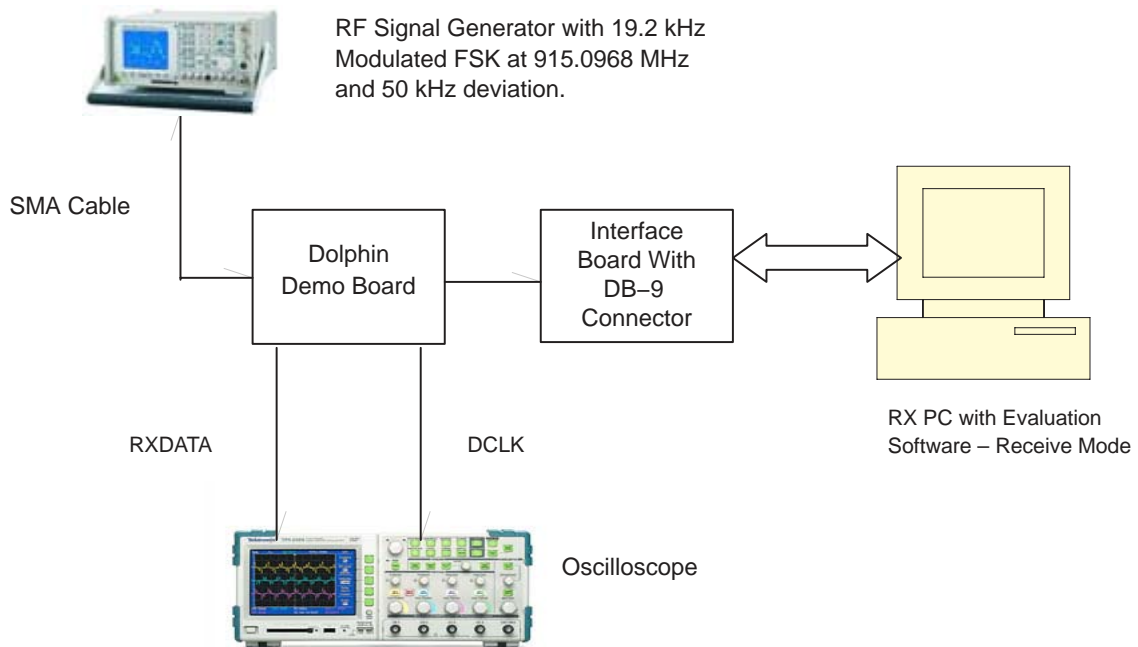 RF Signal Generator with 19.2 kHz
Modulated FSK at 915.0968 MHz
and 50 kHz deviation.
SMA Cable
Dolphin
Demo Board
Interface
Board With
DB–9
Connector
RX PC with Evaluation
Software – Receive Mode
RXDATA
DCLK
Oscilloscope